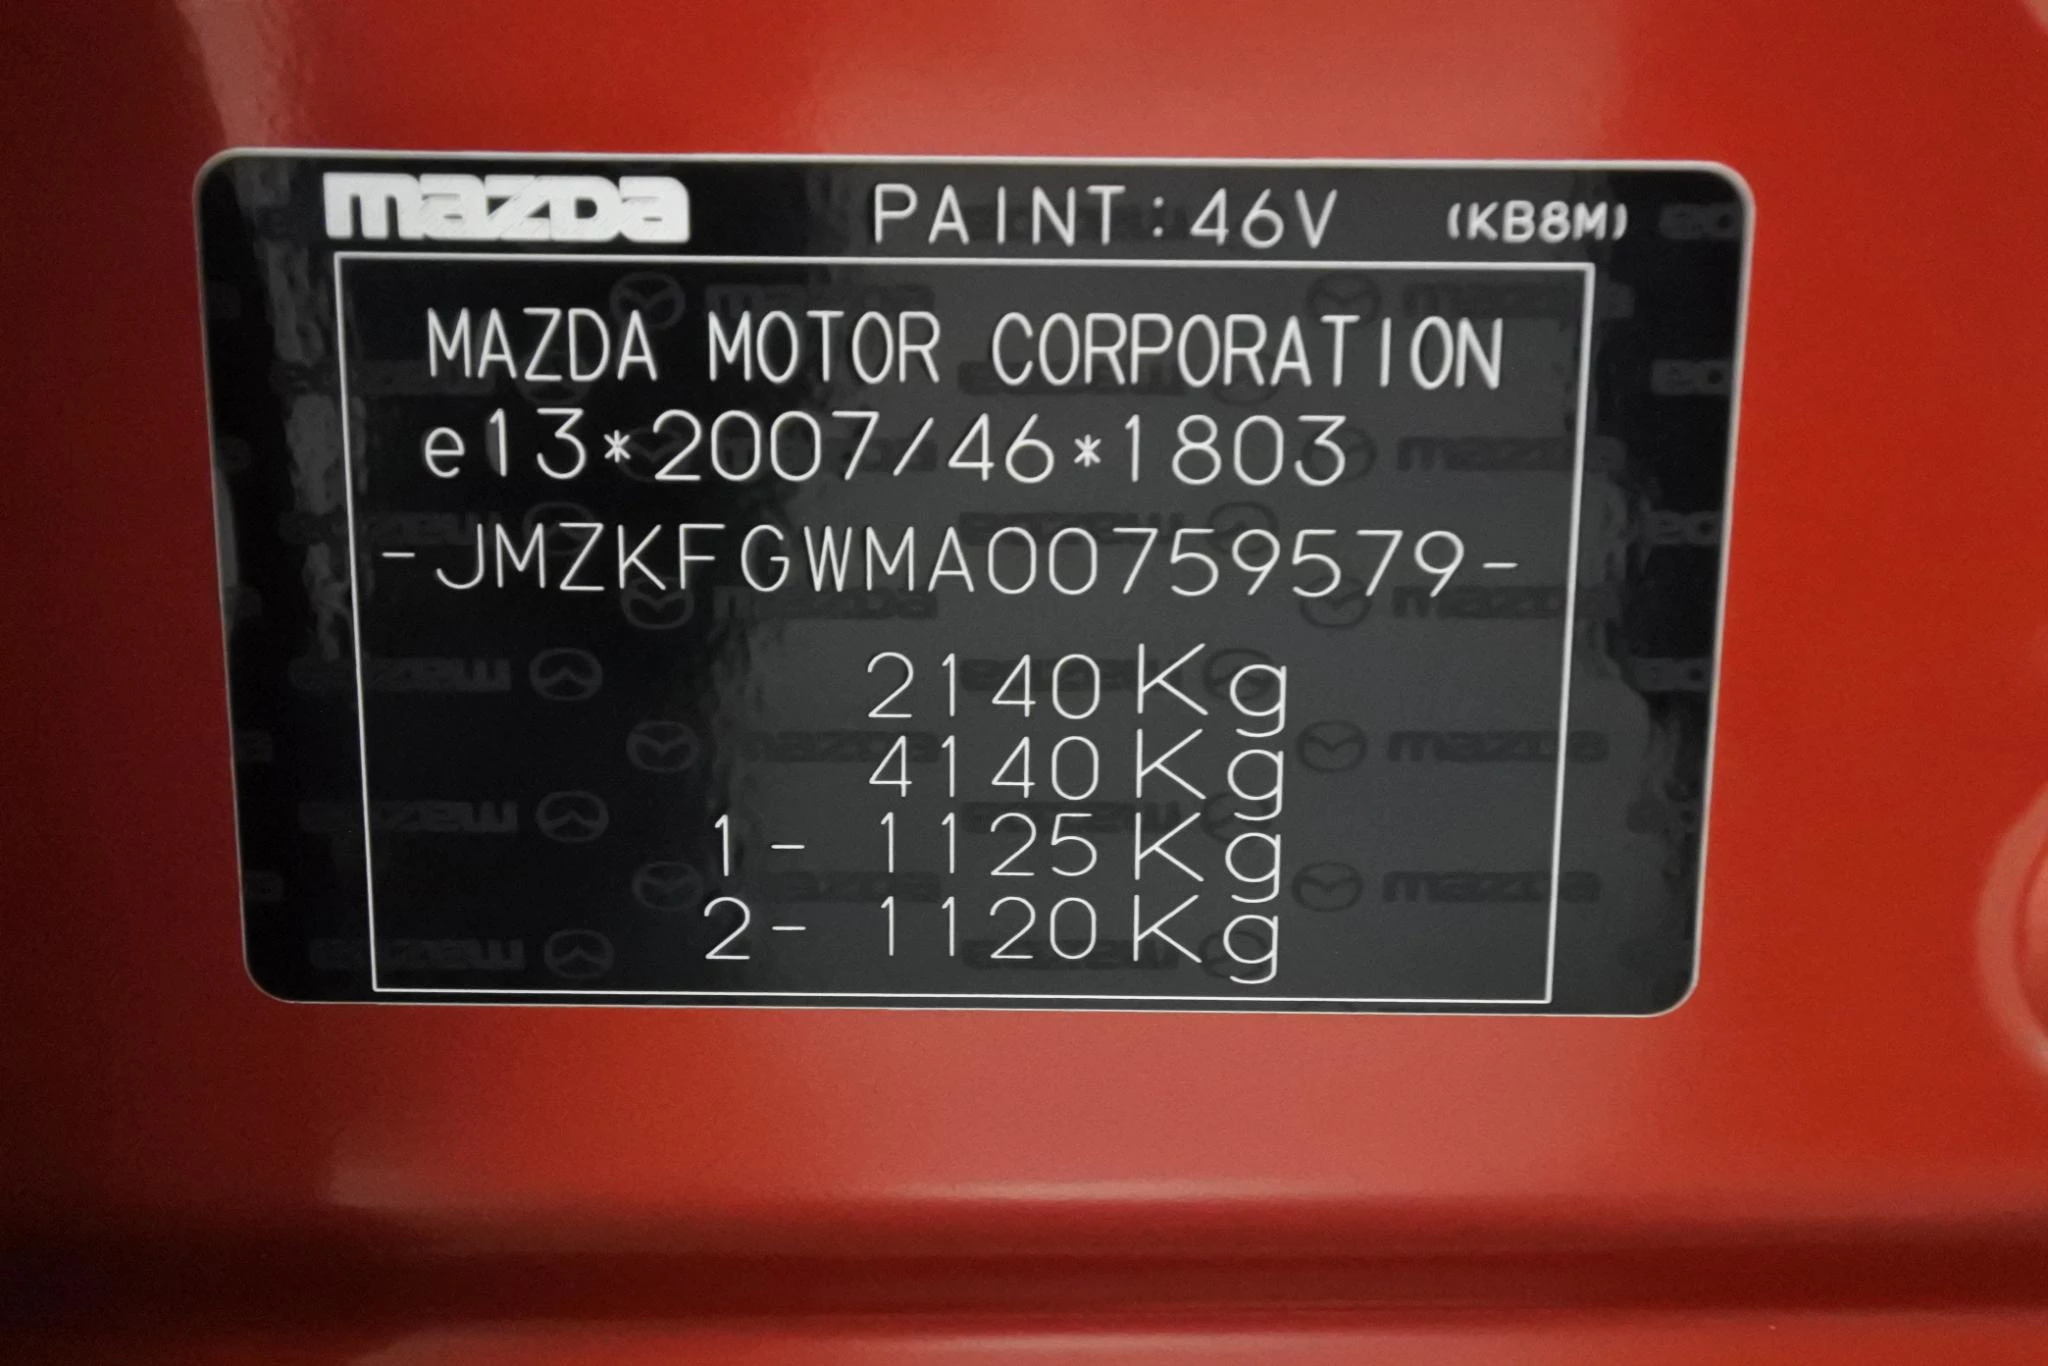 mazda PAINT:46V (KB8M)
MAZDA MOTOR CORPORATION
e13*2007/46*1803
-JMZKFGWMA00759579-
2140Kg
4140Kg
1- 1125Kg
2- 1120Kg